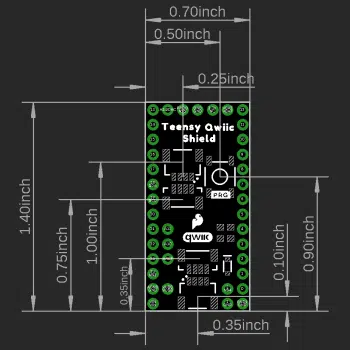 0.70inch
0.50inch
0.25inch
Teensy Qwiic
Shield
PRG
qwiic
1.40inch
0.75inch
1.00inch
0.35inch
0.10inch
0.90inch
0.35inch